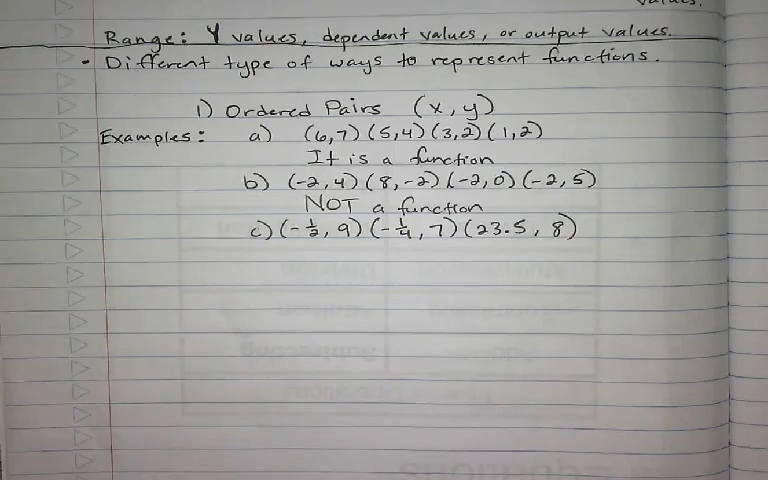 values.
Range: Y values, dependent values, or output values.
- Different type of ways to represent functions.
1) Ordered Pairs (x, y)
Examples: a) (6,7) (5,4) (3,2) (1,2)
It is a function
b) (-2,4) (8,-2) (-2,0) (-2,5)
NOT a function
c) (-1/2, 9) (-1/4, 7) (23.5, 8)